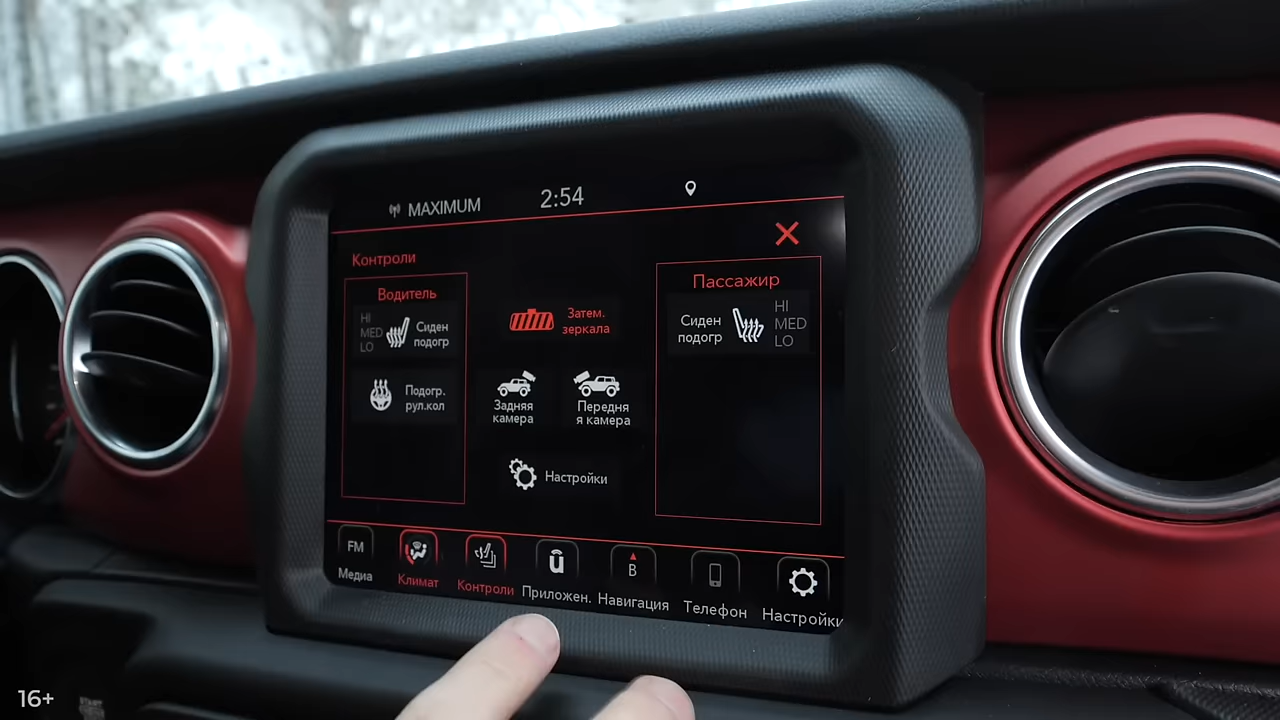 MAXIMUM
2:54
Контроли
Водитель
HI
MED
LO
Сиден
подогр
Подогр.
рул.кол
Затем.
зеркала
Задняя
камера
Передня
я камера
Настройки
Пассажир
Сиден
подогр
HI
MED
LO
FM
Медиа
Климат
Контроли
ū
Приложен.
В
Навигация
Телефон
Настройки
16+